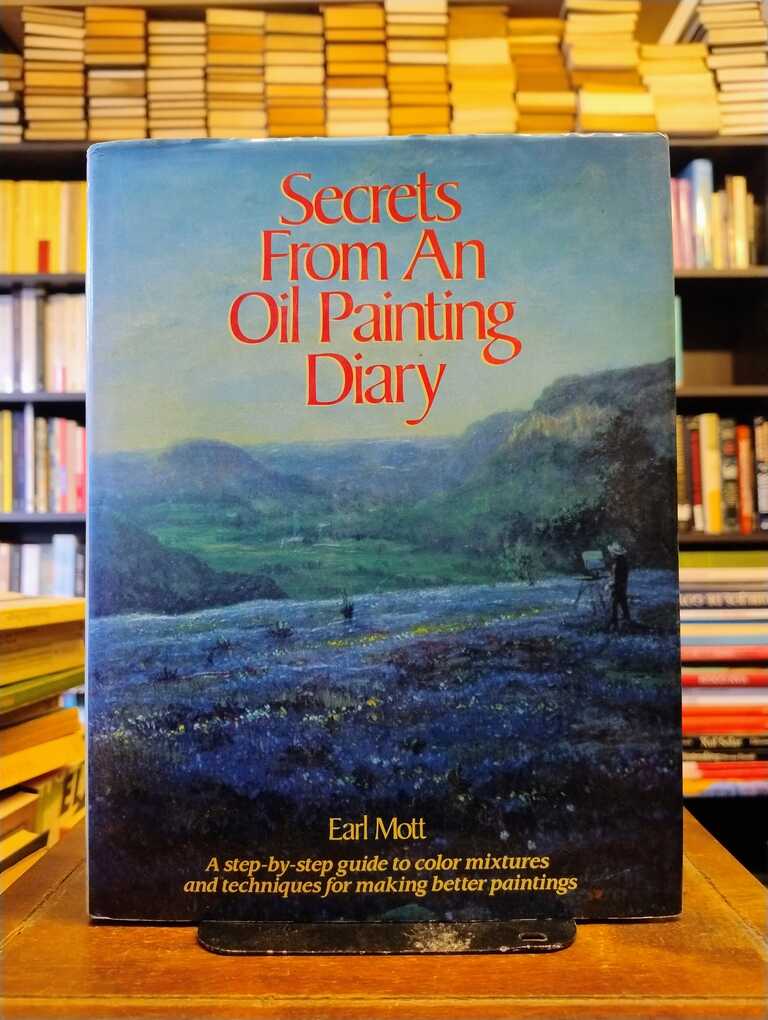 Secrets
From An
Oil Painting
Diary
Earl Mott
A step-by-step guide to color mixtures
and techniques for making better paintings